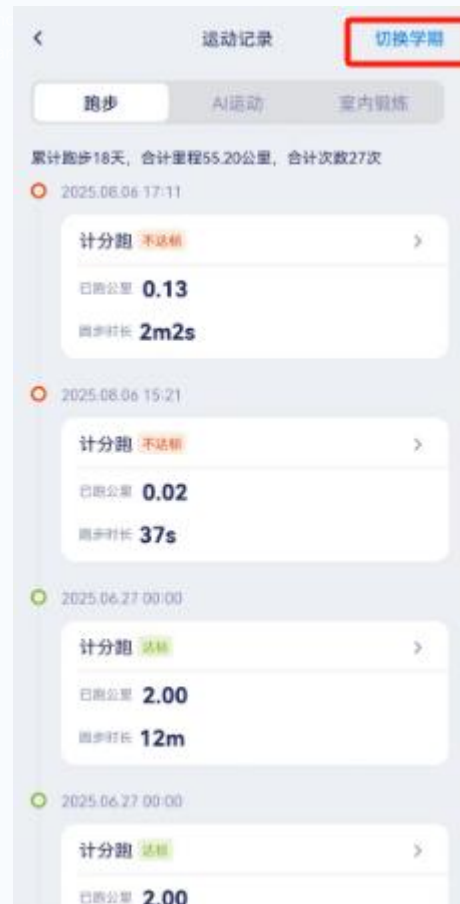 运动记录 切换学期
跑步 AI运动 室内锻炼
累计跑步18天，合计里程55.20公里，合计次数27次
2025.08.06 17:11
计分跑 不达标
已跑公里 0.13
跑步时长 2m2s
2025.08.06 15:21
计分跑 不达标
已跑公里 0.02
跑步时长 37s
2025.06.27 00:00
计分跑 达标
已跑公里 2.00
跑步时长 12m
2025.06.27 00:00
计分跑 达标
已跑公里 2.00